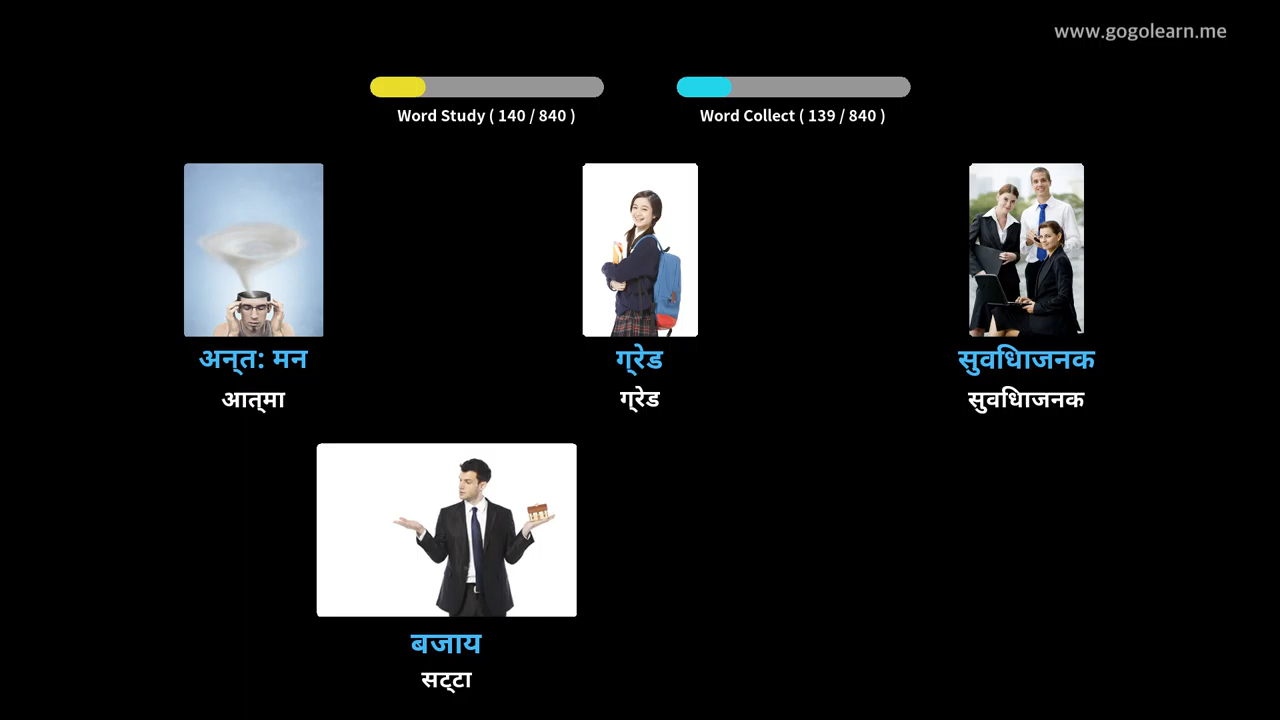 www.gogolearn.me
Word Study ( 140 / 840 )
Word Collect ( 139 / 840 )
अन्त: मन
आत्मा
ग्रेड
ग्रेड
सुवधिाजनक
सुवधिाजनक
बजाय
सट्टा